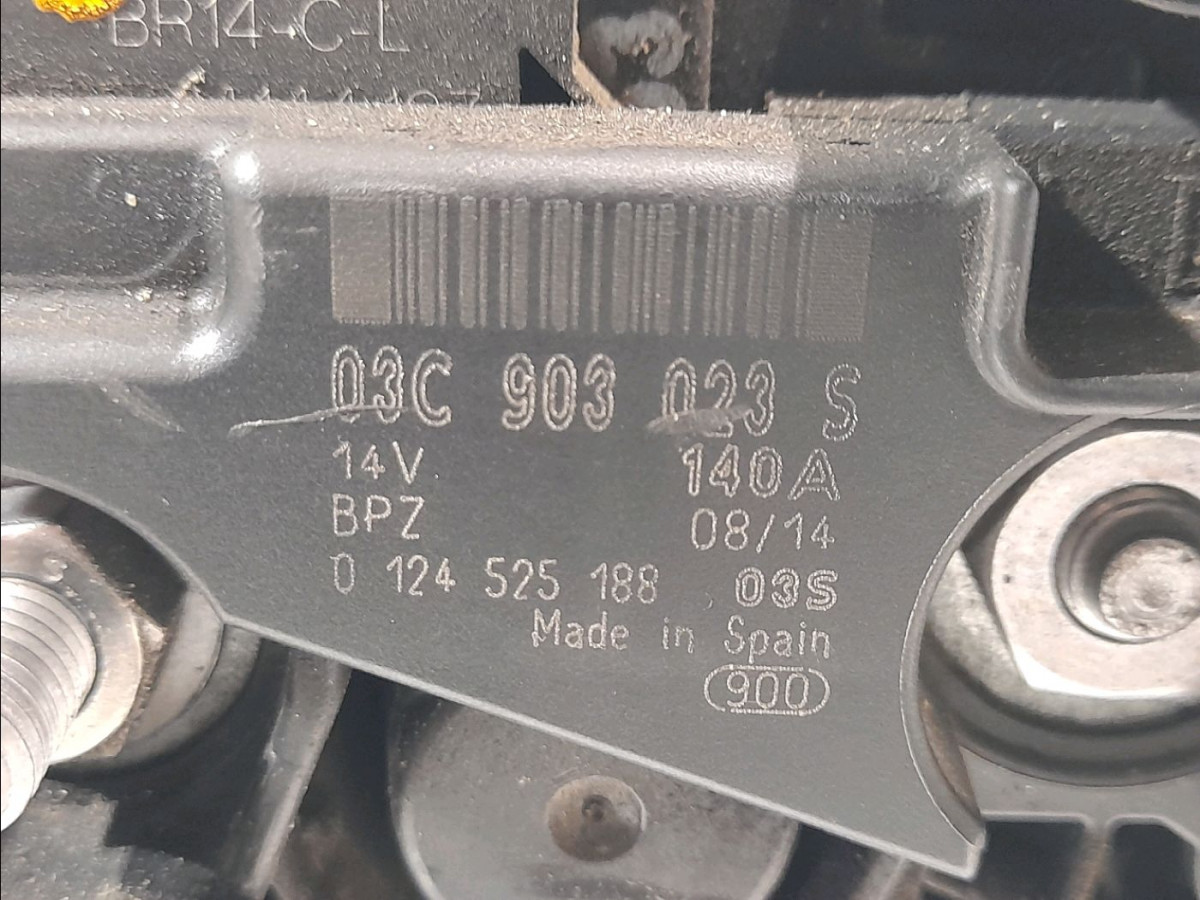 BR14-C-L
03C 903 023 S
14V 140A
BPZ 08/14
0 124 525 188 03S
Made in Spain
900